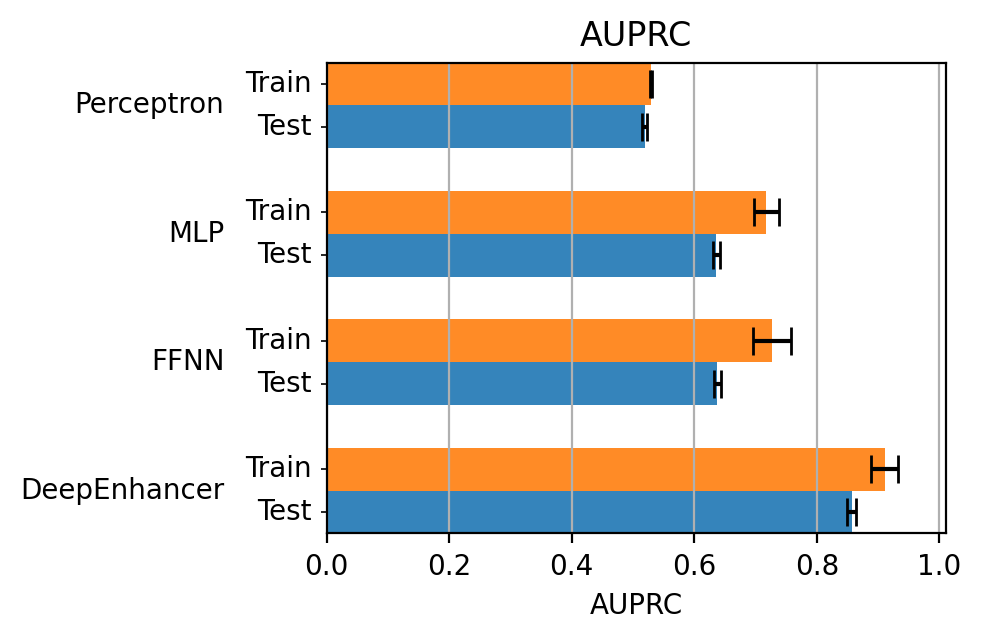 AUPRC
Perceptron
Train
Test
MLP
Train
Test
FFNN
Train
Test
DeepEnhancer
Train
Test
0.0 0.2 0.4 0.6 0.8 1.0
AUPRC